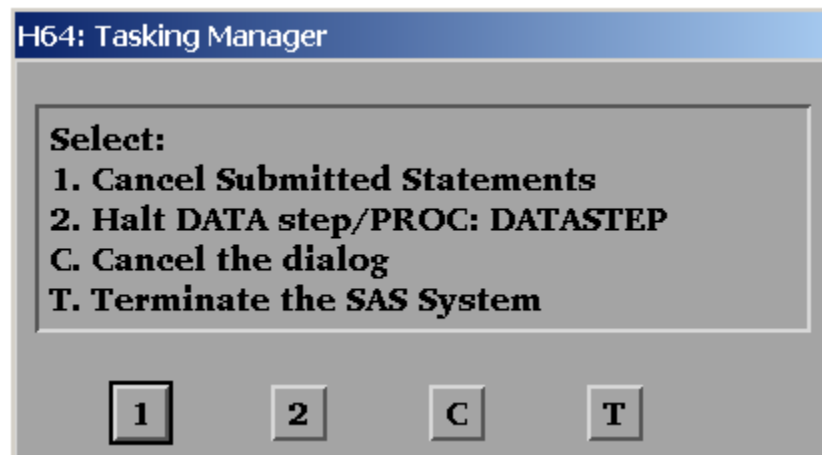 H64: Tasking Manager
Select:
1. Cancel Submitted Statements
2. Halt DATA step/PROC: DATASTEP
C. Cancel the dialog
T. Terminate the SAS System
1 2 C T